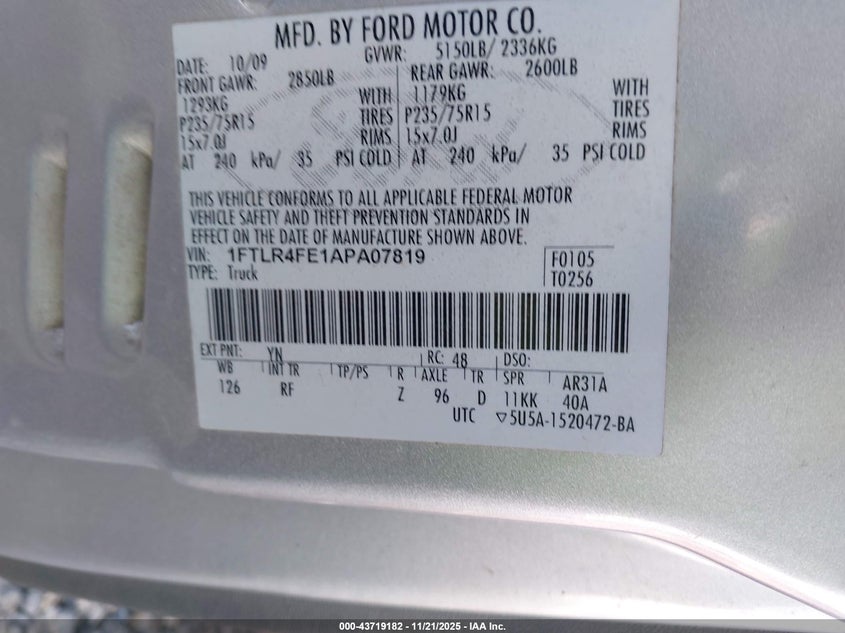 MFD. BY FORD MOTOR CO.
DATE: 10/09 GVWR: 5150LB/ 2336KG
FRONT GAWR: 2850LB REAR GAWR: 2600LB
1293KG WITH 1179KG WITH
P235/75R15 TIRES P235/75R15 TIRES
15x7.0J RIMS 15x7.0J RIMS
AT 240 kPa/ 35 PSI COLD AT 240 kPa/ 35 PSI COLD
THIS VEHICLE CONFORMS TO ALL APPLICABLE FEDERAL MOTOR
VEHICLE SAFETY AND THEFT PREVENTION STANDARDS IN
EFFECT ON THE DATE OF MANUFACTURE SHOWN ABOVE.
VIN: 1FTLR4FE1APA07819 F0105
TYPE: Truck T0256
EXT PNT: YN RC: 48 DSO:
WB INT TR TP/PS R AXLE TR SPR AR31A
126 RF Z 96 D 11KK 40A
UTC ▽5U5A-1520472-BA
000-43719182 - 11/21/2025 - IAA Inc.